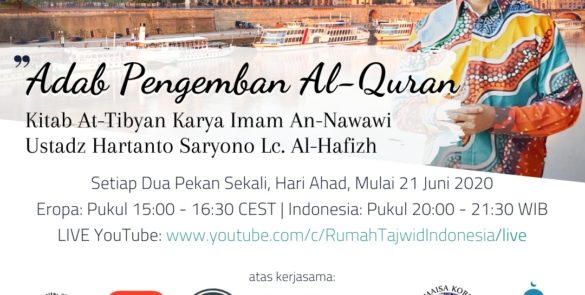 "Adab Pengemban Al-Quran
Kitab At-Tibyan Karya Imam An-Nawawi
Ustadz Hartanto Saryono Lc. Al-Hafizh
Setiap Dua Pekan Sekali, Hari Ahad, Mulai 21 Juni 2020
Eropa: Pukul 15:00 - 16:30 CEST | Indonesia: Pukul 20:00 - 21:30 WIB
LIVE YouTube: www.youtube.com/c/RumahTajwidIndonesia/live
atas kerjasama: